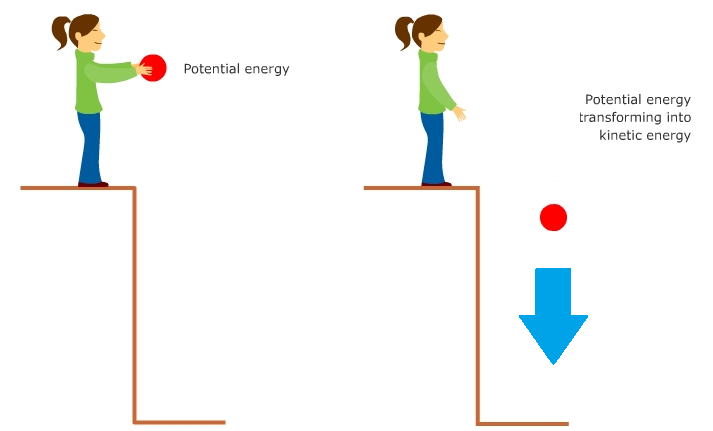 Potential energy
Potential energy
transforming into
kinetic energy